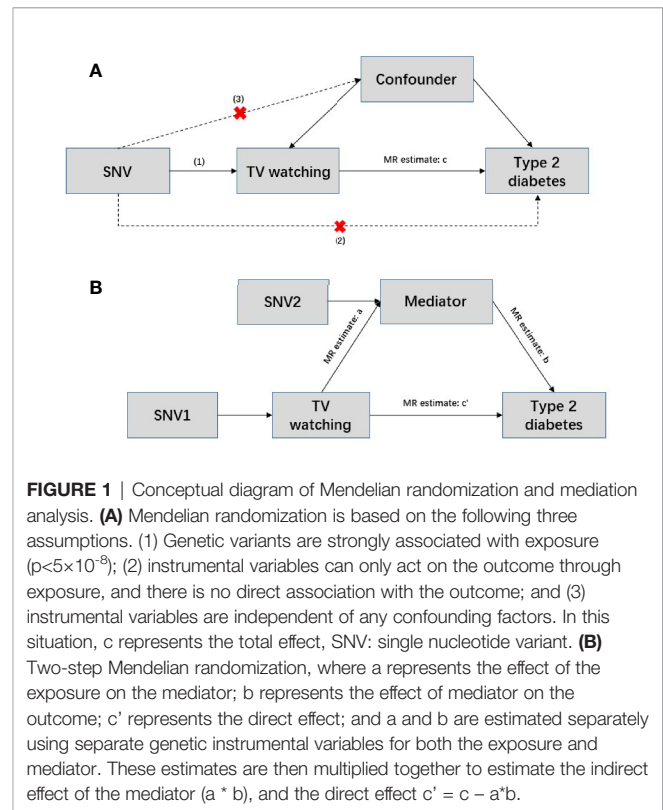 A
Confounder
(3)
SNV
(1)
TV watching
MR estimate: c
Type 2
diabetes
(2)
B
SNV2
Mediator
MR estimate: a
MR estimate: b
SNV1
TV
watching
MR estimate: c'
Type 2
diabetes
FIGURE 1 | Conceptual diagram of Mendelian randomization and mediation
analysis. (A) Mendelian randomization is based on the following three
assumptions. (1) Genetic variants are strongly associated with exposure
(p<5×10⁻⁸); (2) instrumental variables can only act on the outcome through
exposure, and there is no direct association with the outcome; and (3)
instrumental variables are independent of any confounding factors. In this
situation, c represents the total effect, SNV: single nucleotide variant. (B)
Two-step Mendelian randomization, where a represents the effect of the
exposure on the mediator; b represents the effect of mediator on the
outcome; c’ represents the direct effect; and a and b are estimated separately
using separate genetic instrumental variables for both the exposure and
mediator. These estimates are then multiplied together to estimate the indirect
effect of the mediator (a * b), and the direct effect c’ = c – a*b.